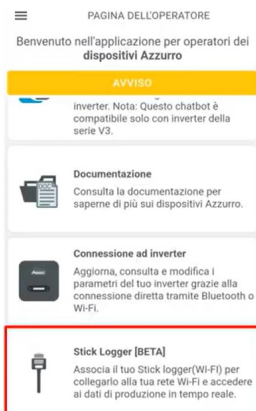 PAGINA DELL'OPERATORE
Benvenuto nell'applicazione per operatori dei
dispositivi Azzurro
AVVISO
inverter. Nota: Questo chatbot è
compatibile solo con inverter della
serie V3.
Documentazione
Consulta la documentazione per
saperne di più sui dispositivi Azzurro.
Connessione ad inverter
Aggiorna, consulta e modifica i
parametri del tuo inverter grazie alla
connessione diretta tramite Bluetooth o
Wi-Fi.
Stick Logger [BETA]
Associa il tuo Stick logger(WI-FI) per
collegarlo alla tua rete Wi-Fi e accedere
ai dati di produzione in tempo reale.